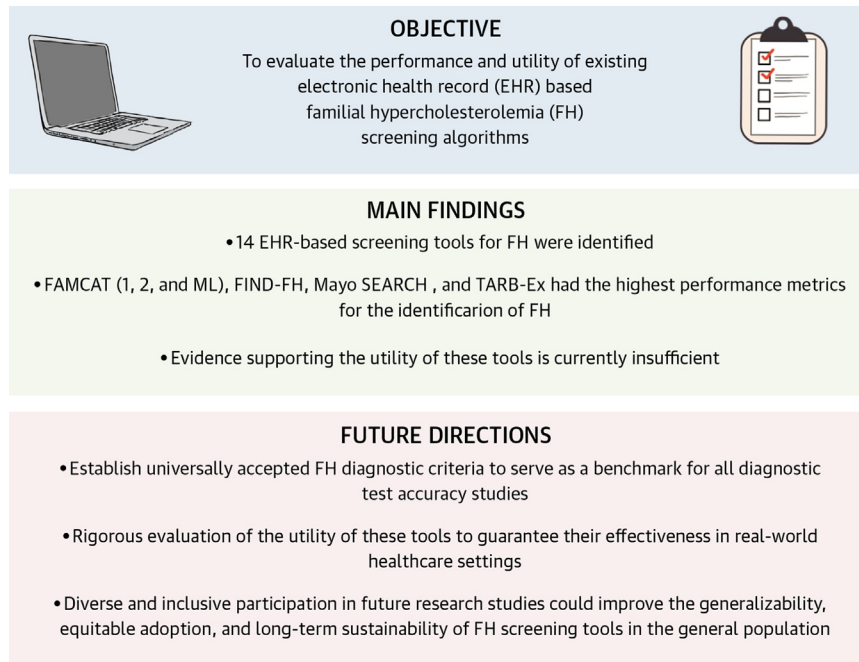 OBJECTIVE
To evaluate the performance and utility of existing
electronic health record (EHR) based
familial hypercholesterolemia (FH)
screening algorithms
MAIN FINDINGS
•14 EHR-based screening tools for FH were identified
•FAMCAT (1, 2, and ML), FIND-FH, Mayo SEARCH , and TARB-Ex had the highest performance metrics
for the identificarion of FH
•Evidence supporting the utility of these tools is currently insufficient
FUTURE DIRECTIONS
•Establish universally accepted FH diagnostic criteria to serve as a benchmark for all diagnostic
test accuracy studies
•Rigorous evaluation of the utility of these tools to guarantee their effectiveness in real-world
healthcare settings
•Diverse and inclusive participation in future research studies could improve the generalizability,
equitable adoption, and long-term sustainability of FH screening tools in the general population